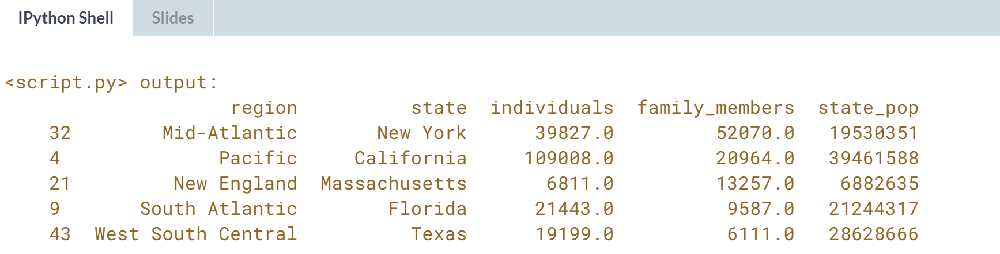 IPython Shell Slides
<script.py> output:
region state individuals family_members state_pop
32 Mid-Atlantic New York 39827.0 52070.0 19530351
4 Pacific California 109008.0 20964.0 39461588
21 New England Massachusetts 6811.0 13257.0 6882635
9 South Atlantic Florida 21443.0 9587.0 21244317
43 West South Central Texas 19199.0 6111.0 28628666